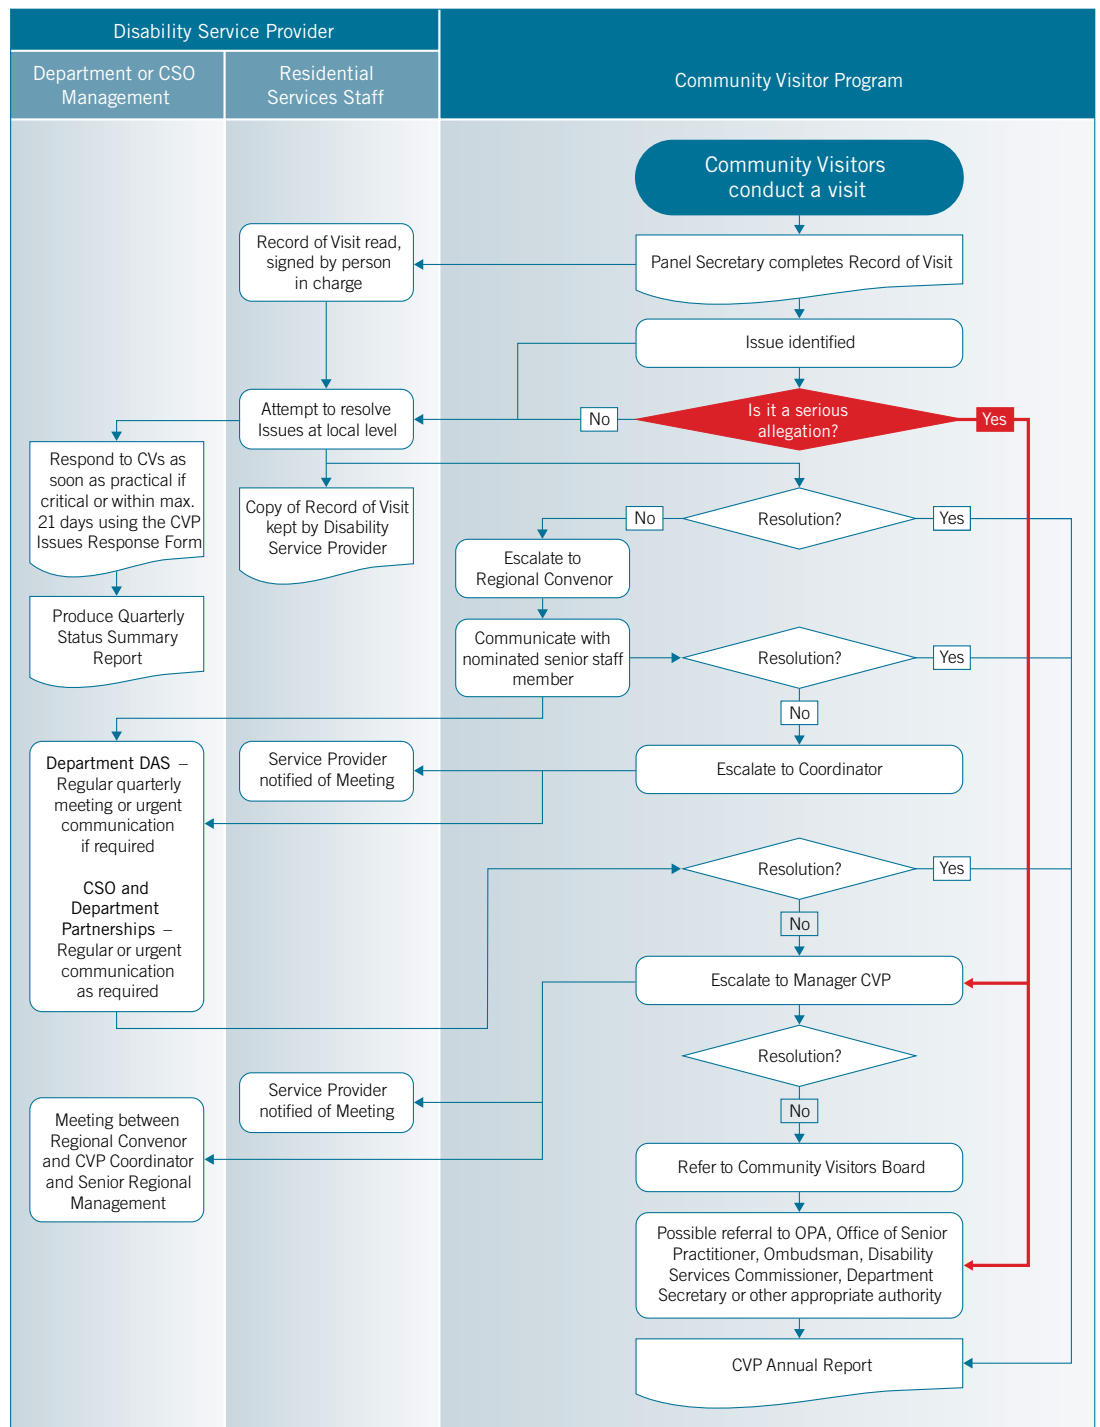 Disability Service Provider
Department or CSO
Management
Residential
Services Staff
Community Visitor Program
Community Visitors
conduct a visit
Record of Visit read,
signed by person
in charge
Panel Secretary completes Record of Visit
Issue identified
Attempt to resolve
Issues at local level
No
Is it a serious
allegation?
Yes
Respond to CVs as
soon as practical if
critical or within max.
21 days using the CVP
Issues Response Form
Copy of Record of Visit
kept by Disability
Service Provider
No
Resolution?
Yes
Escalate to
Regional Convenor
Produce Quarterly
Status Summary
Report
Communicate with
nominated senior staff
member
Resolution?
Yes
No
Department DAS –
Regular quarterly
meeting or urgent
communication
if required
CSO and
Department
Partnerships –
Regular or urgent
communication
as required
Service Provider
notified of Meeting
Escalate to Coordinator
Resolution?
Yes
No
Escalate to Manager CVP
Resolution?
No
Service Provider
notified of Meeting
Meeting between
Regional Convenor
and CVP Coordinator
and Senior Regional
Management
Refer to Community Visitors Board
Possible referral to OPA, Office of Senior
Practitioner, Ombudsman, Disability
Services Commissioner, Department
Secretary or other appropriate authority
CVP Annual Report